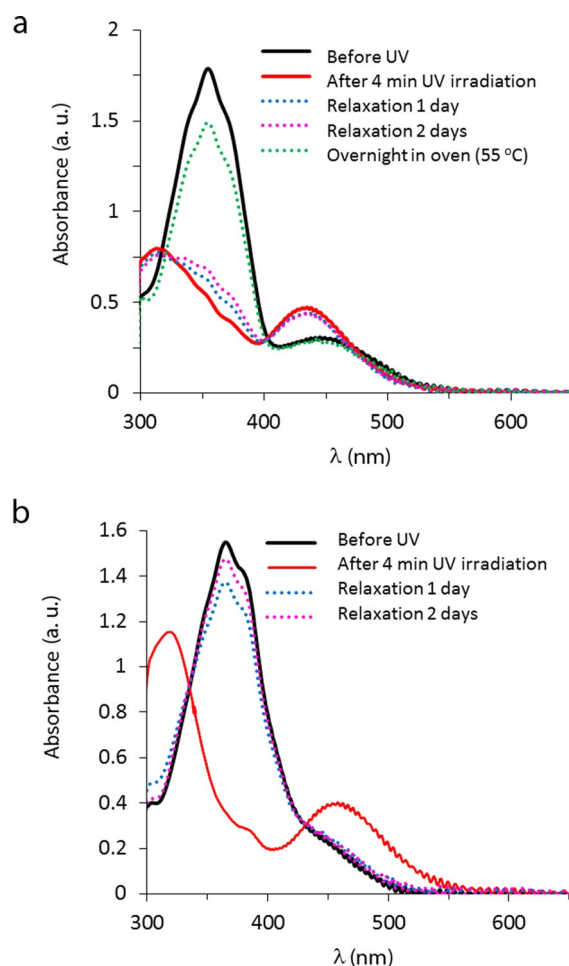 a
2
1.5
1
0.5
0
Absorbance (a. u.)
Before UV
After 4 min UV irradiation
Relaxation 1 day
Relaxation 2 days
Overnight in oven (55 °C)
300 400 500 600
λ (nm)
b
1.6
1.4
1.2
1
0.8
0.6
0.4
0.2
0
Absorbance (a. u.)
Before UV
After 4 min UV irradiation
Relaxation 1 day
Relaxation 2 days
300 400 500 600
λ (nm)